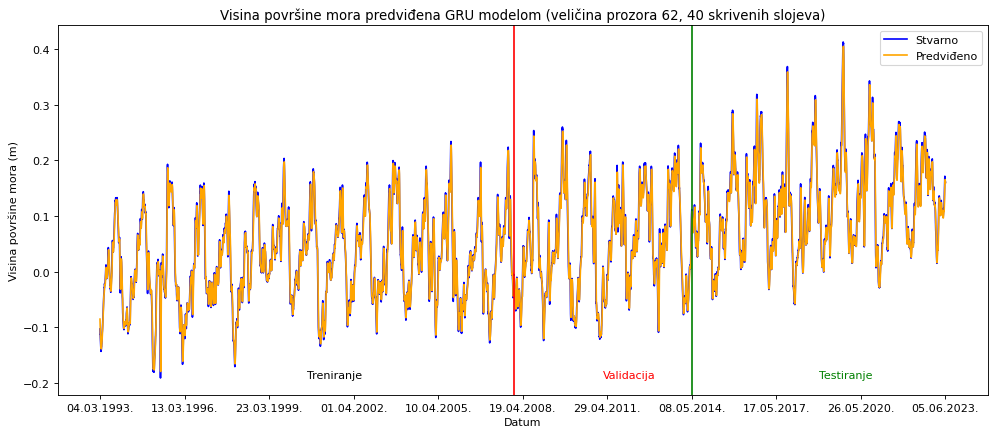 Visina površine mora predviđena GRU modelom (veličina prozora 62, 40 skrivenih slojeva)
Stvarno
Predviđeno
Visina površine mora (m)
0.4
0.3
0.2
0.1
0.0
−0.1
−0.2
Treniranje
Validacija
Testiranje
04.03.1993. 13.03.1996. 23.03.1999. 01.04.2002. 10.04.2005. 19.04.2008. 29.04.2011. 08.05.2014. 17.05.2017. 26.05.2020. 05.06.2023.
Datum